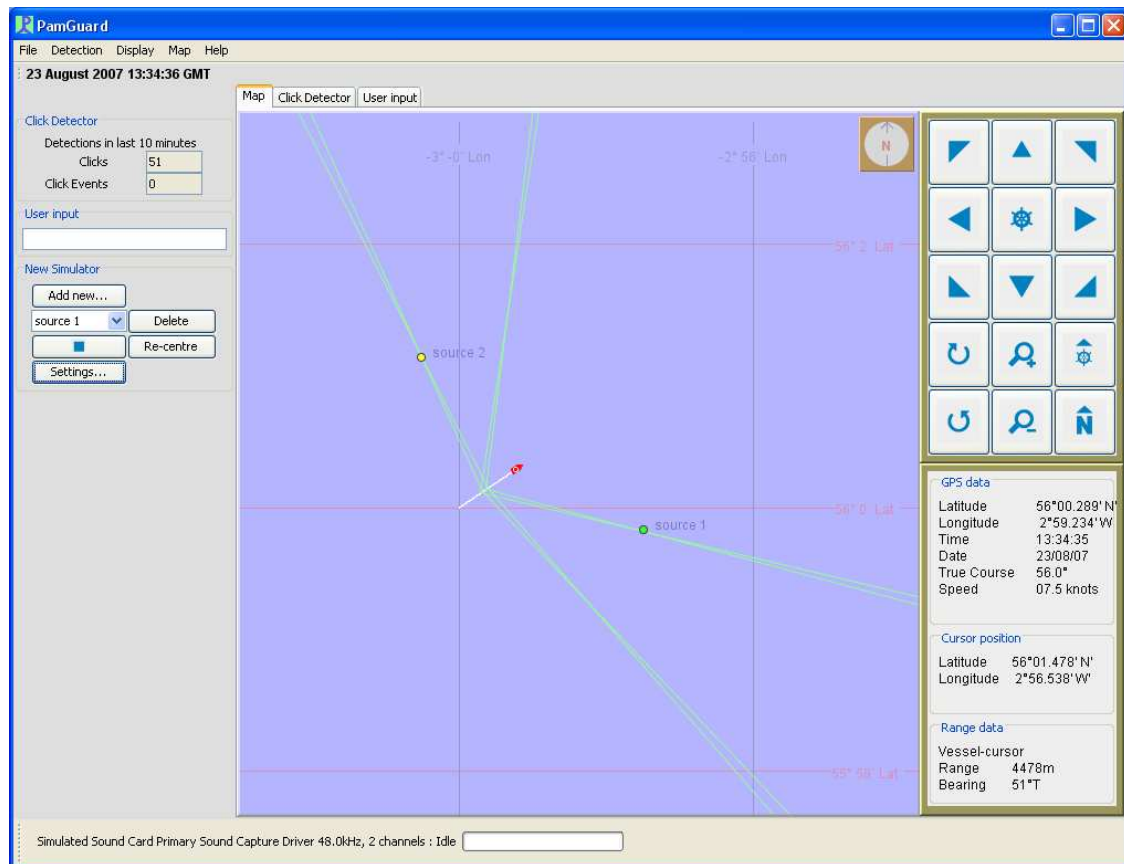 PamGuard
File Detection Display Map Help
23 August 2007 13:34:36 GMT
Map Click Detector User input
Click Detector
Detections in last 10 minutes
Clicks 51
Click Events 0
User input
New Simulator
Add new...
source 1 Delete
Re-centre
Settings...
-3° -0' Lon
-2° 56' Lon
N
56° 2' Lat
source 2
56° 0' Lat
source 1
55° 58' Lat
N
GPS data
Latitude 56°00.289' N'
Longitude 2°59.234' W
Time 13:34:35
Date 23/08/07
True Course 56.0°
Speed 07.5 knots
Cursor position
Latitude 56°01.478' N'
Longitude 2°56.538' W'
Range data
Vessel-cursor
Range 4478m
Bearing 51°T
Simulated Sound Card Primary Sound Capture Driver 48.0kHz, 2 channels : Idle